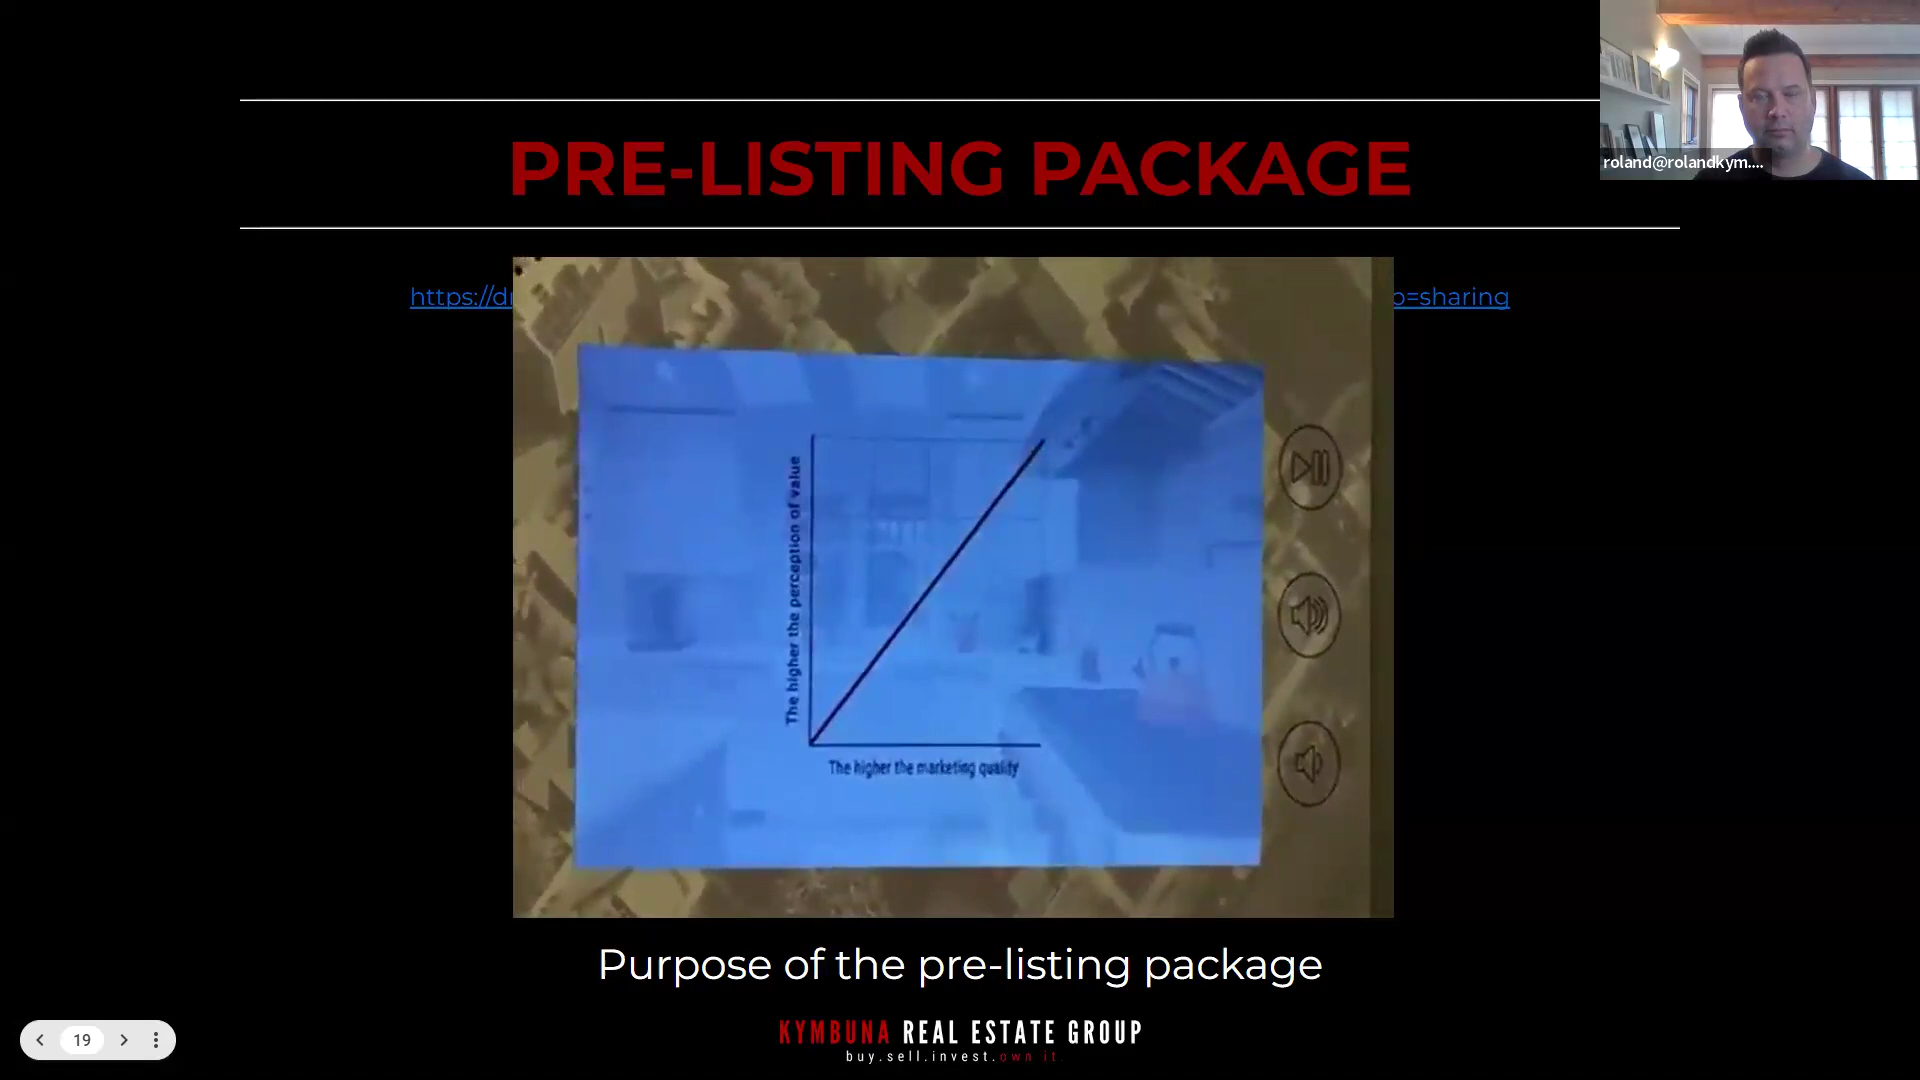 PRE-LISTING PACKAGE
roland@rolandkym....
https://d
=sharing
The higher the perception of value
The higher the marketing quality
Purpose of the pre-listing package
KYMBUNA REAL ESTATE GROUP
buy.sell.invest.own it.
19